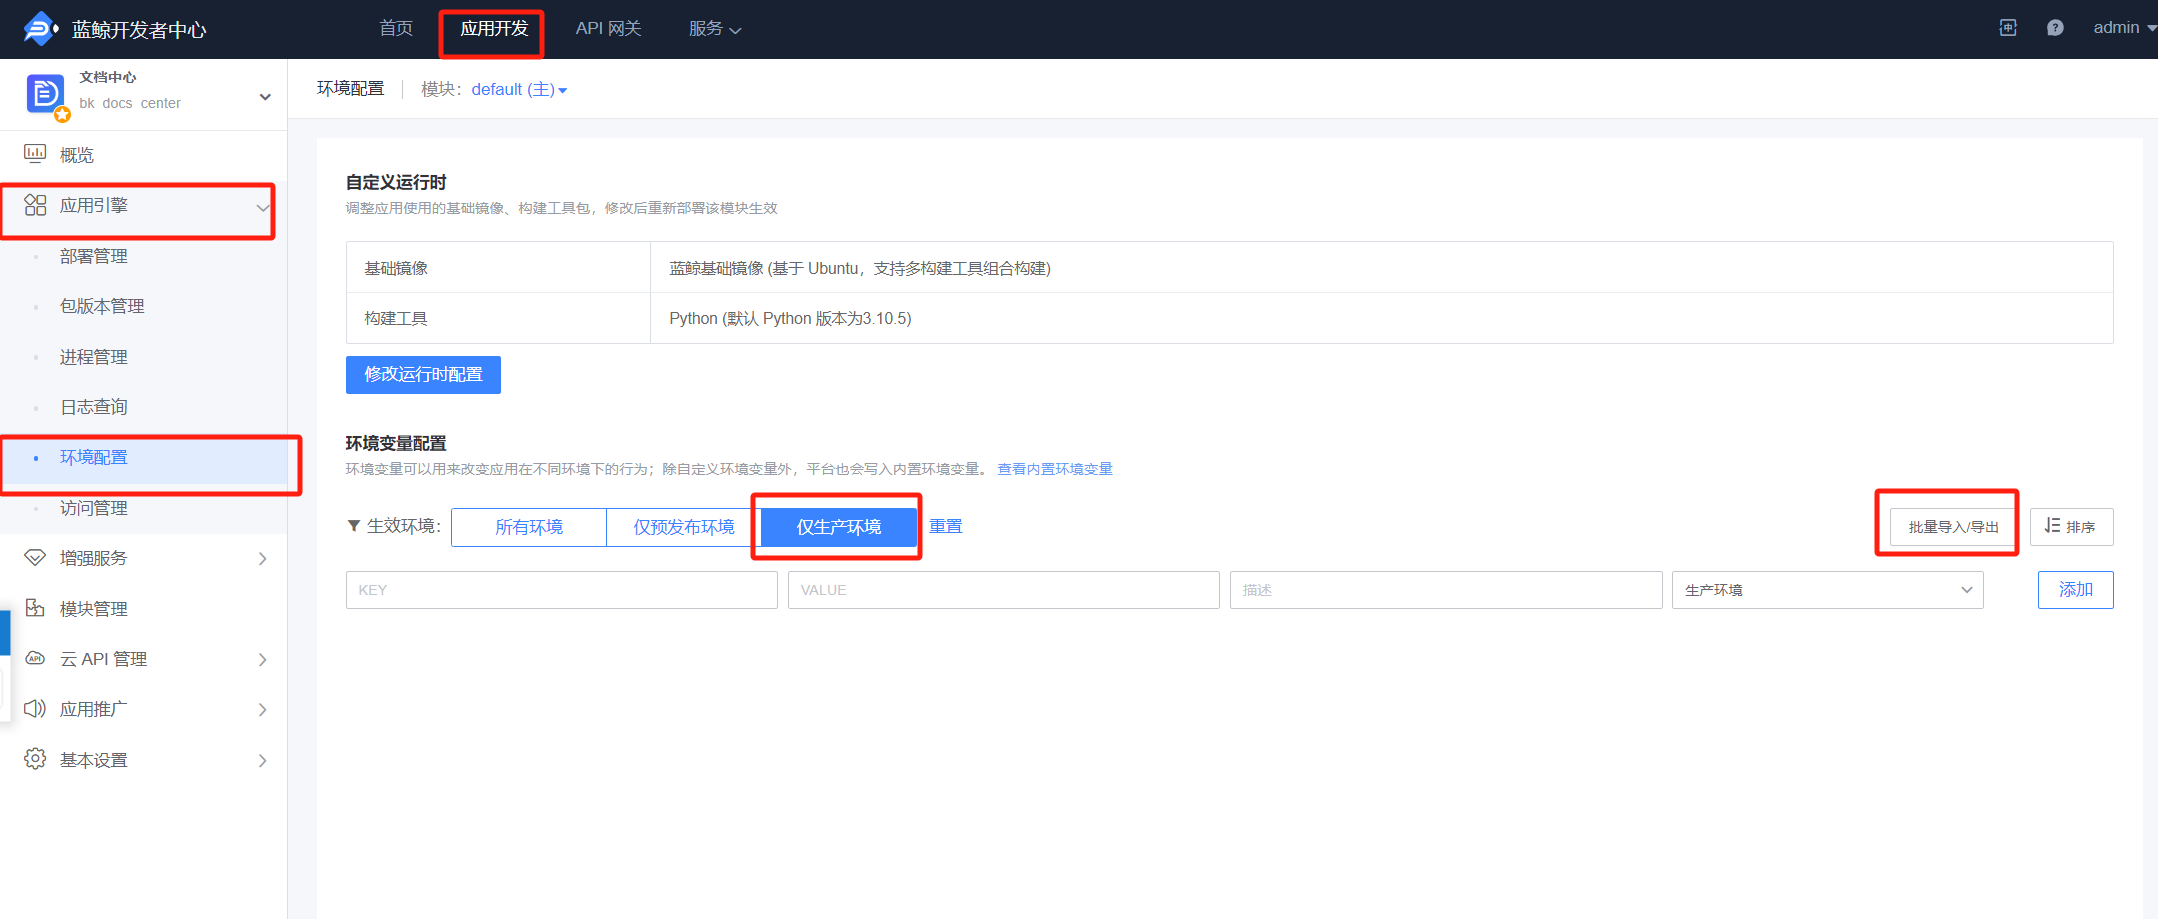 蓝鲸开发者中心
首页
应用开发
API 网关
服务
admin
文档中心
bk_docs_center
环境配置
模块：default (主)
概览
应用引擎
部署管理
包版本管理
进程管理
日志查询
环境配置
访问管理
增强服务
模块管理
云 API 管理
应用推广
基本设置
自定义运行时
调整应用使用的基础镜像、构建工具包，修改后重新部署该模块生效
基础镜像
蓝鲸基础镜像 (基于 Ubuntu，支持多构建工具组合构建)
构建工具
Python (默认 Python 版本为3.10.5)
修改运行时配置
环境变量配置
环境变量可以用来改变应用在不同环境下的行为；除自定义环境变量外，平台也会写入内置环境变量。 查看内置环境变量
生效环境:
所有环境
仅预发布环境
仅生产环境
重置
批量导入/导出
排序
KEY
VALUE
描述
生产环境
添加